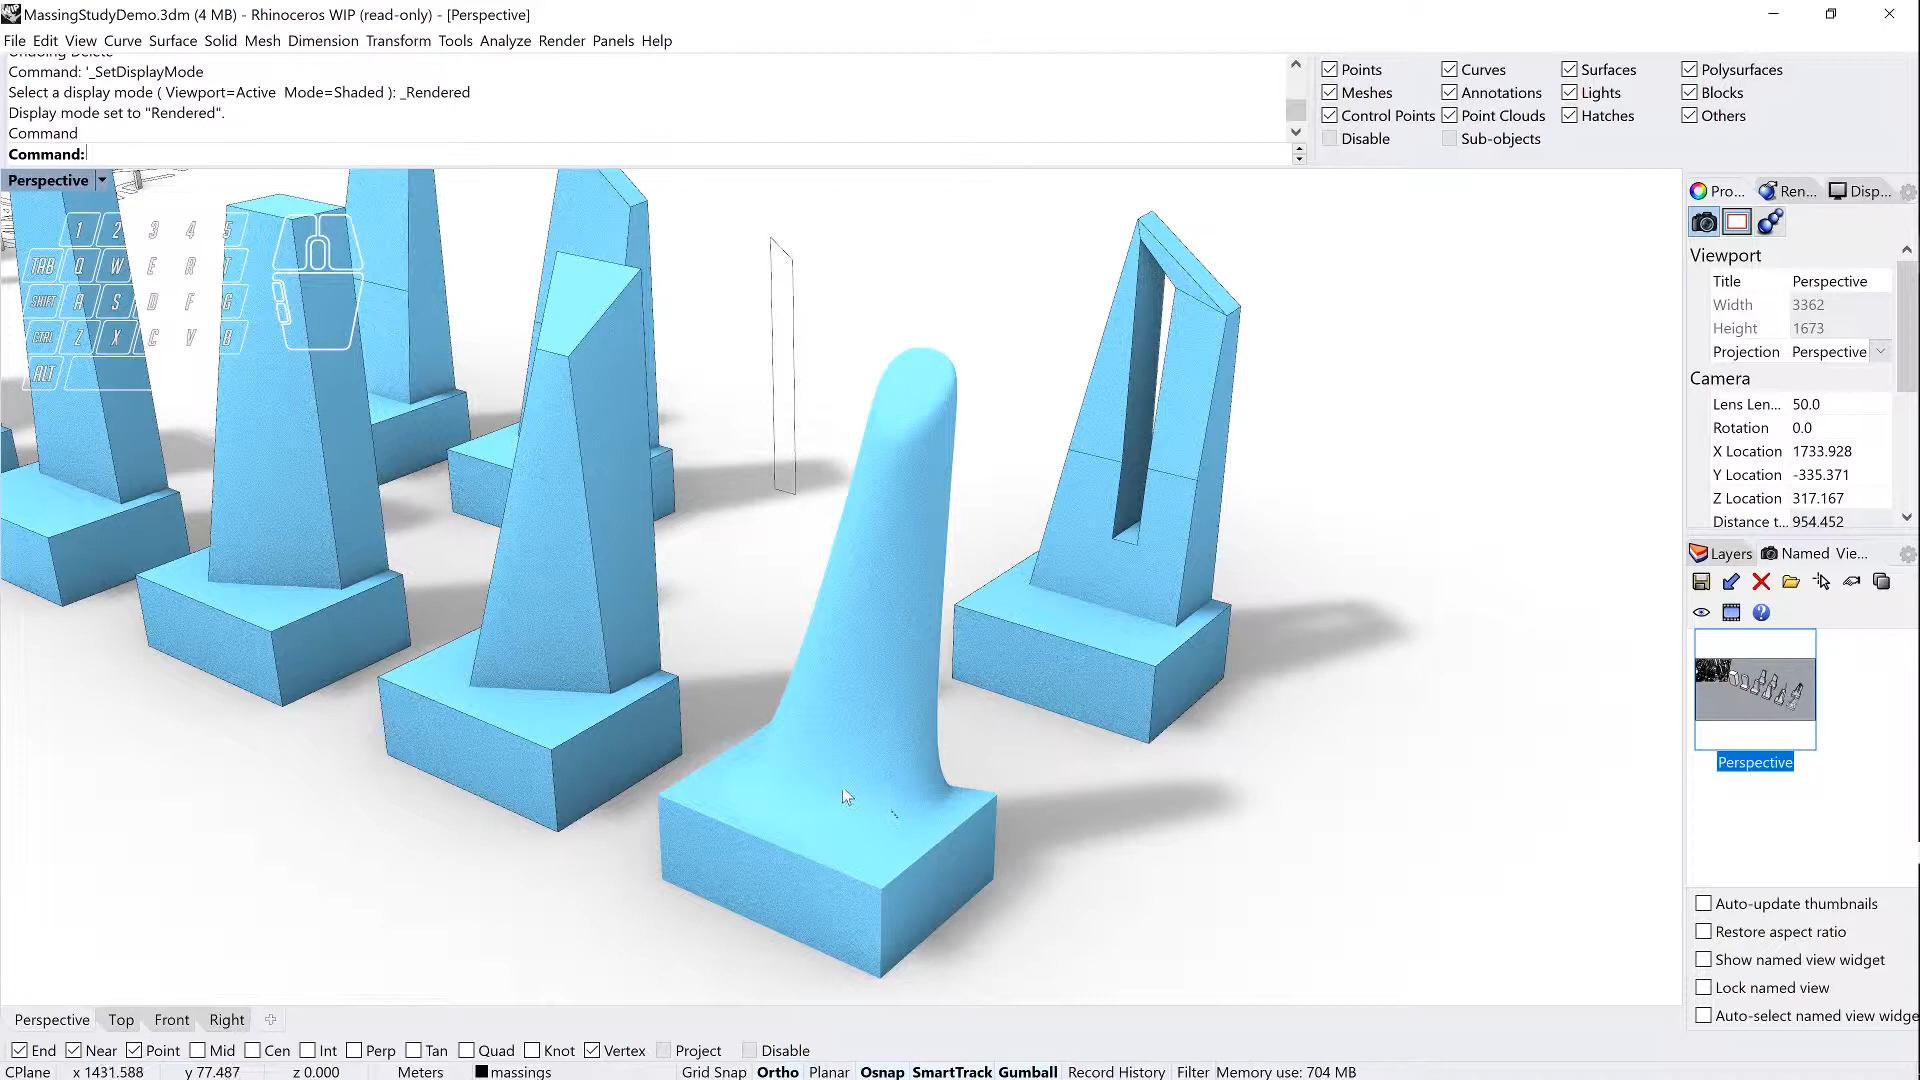 MassingStudyDemo.3dm (4 MB) - Rhinoceros WIP (read-only) - [Perspective]
File Edit View Curve Surface Solid Mesh Dimension Transform Tools Analyze Render Panels Help
Undoing Delete
Command: '_SetDisplayMode
Select a display mode ( Viewport=Active Mode=Shaded ): _Rendered
Display mode set to "Rendered".
Command
Command:
Points Curves Surfaces Polysurfaces
Meshes Annotations Lights Blocks
Control Points Point Clouds Hatches Others
Disable Sub-objects
Perspective
1 2 3 4 5
TAB Q W E R T
SHIFT A S D F G
CTRL Z X C V B
ALT
Pro... Ren... Disp...
Viewport
Title Perspective
Width 3362
Height 1673
Projection Perspective
Camera
Lens Len... 50.0
Rotation 0.0
X Location 1733.928
Y Location -335.371
Z Location 317.167
Distance t... 954.452
Layers Named Vie...
Perspective
Auto-update thumbnails
Restore aspect ratio
Show named view widget
Lock named view
Auto-select named view widge
Perspective Top Front Right
End Near Point Mid Cen Int Perp Tan Quad Knot Vertex Project Disable
CPlane x 1431.588 y 77.487 z 0.000 Meters massings Grid Snap Ortho Planar Osnap SmartTrack Gumball Record History Filter Memory use: 704 MB